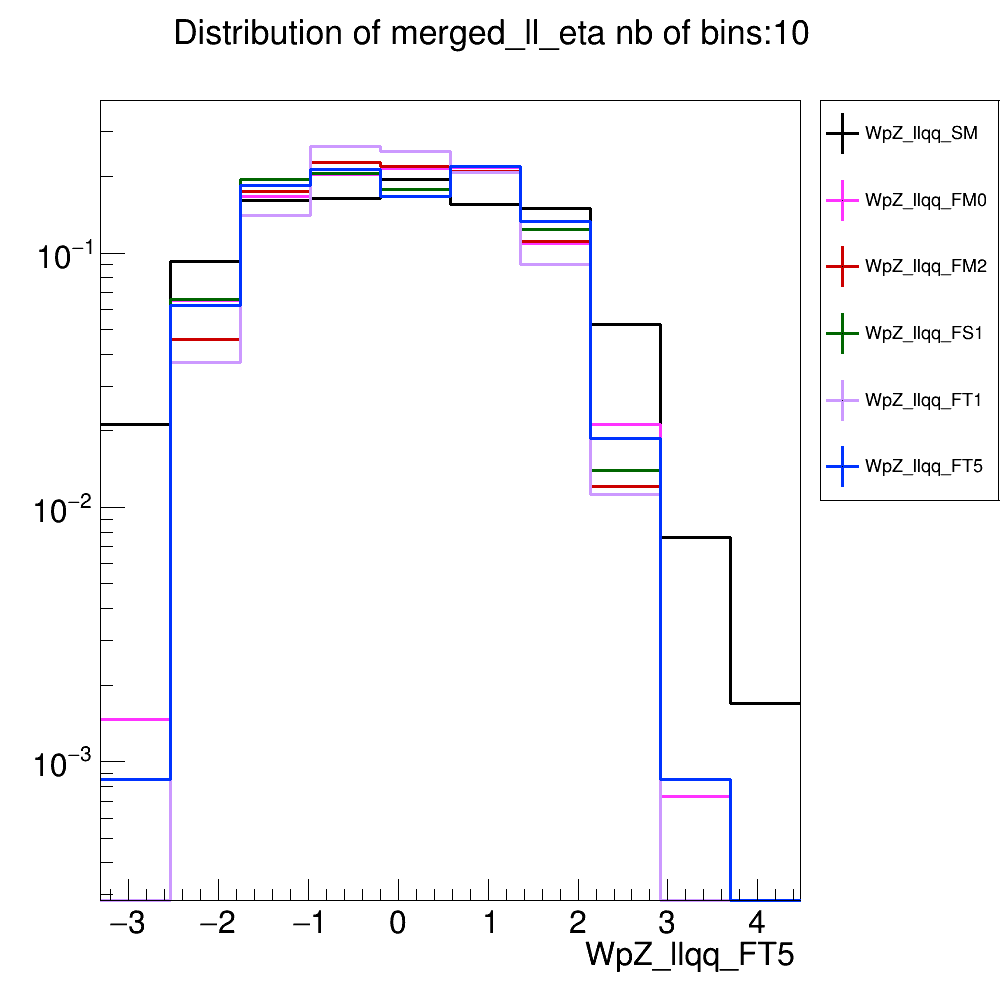 Distribution of merged_ll_eta nb of bins:10
WpZ_llqq_SM
WpZ_llqq_FM0
WpZ_llqq_FM2
WpZ_llqq_FS1
WpZ_llqq_FT1
WpZ_llqq_FT5
10⁻¹
10⁻²
10⁻³
−3 −2 −1 0 1 2 3 4
WpZ_llqq_FT5